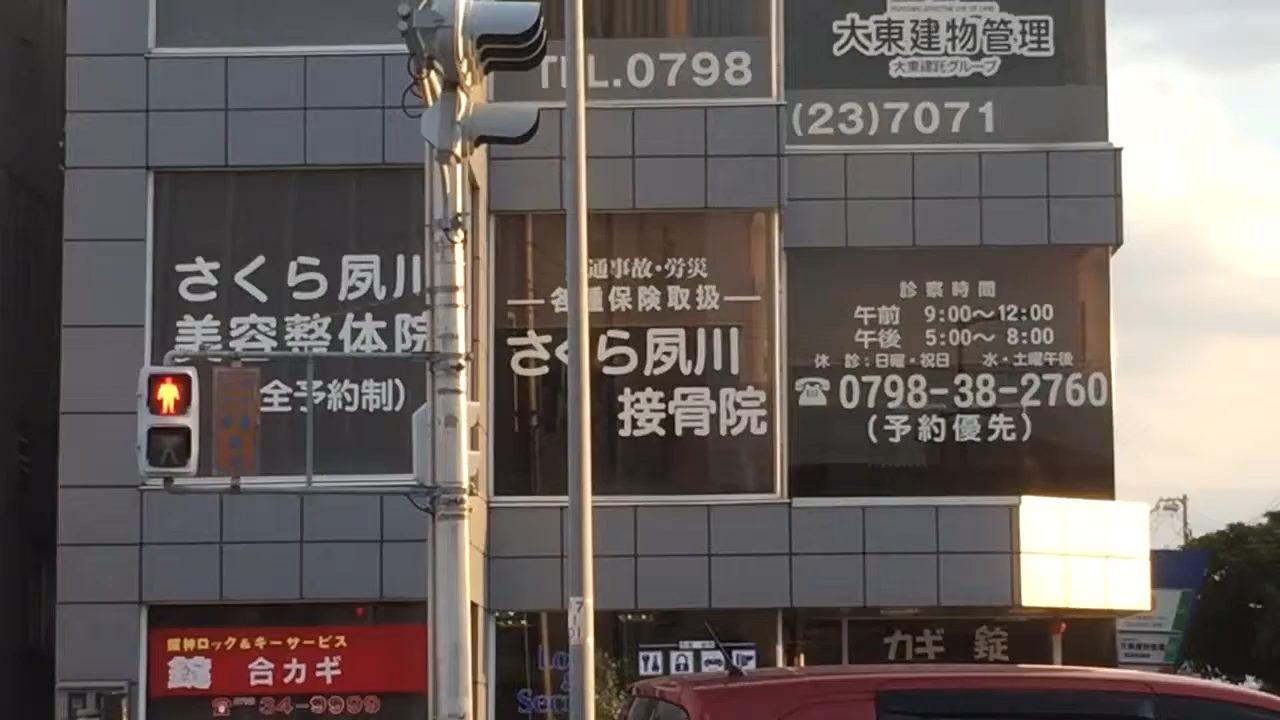 大東建物管理
大東建託グループ
TEL.0798
(23)7071
さくら夙川
美容整体院
全予約制)
通事故・労災
各種保険取扱
さくら夙川
接骨院
診察時間
午前 9:00〜12:00
午後 5:00〜 8:00
休 診:日曜・祝日 水・土曜午後
☎0798-38-2760
(予約優先)
阪神ロック&キーサービス
錠 合カギ
34-9999
カギ 錠